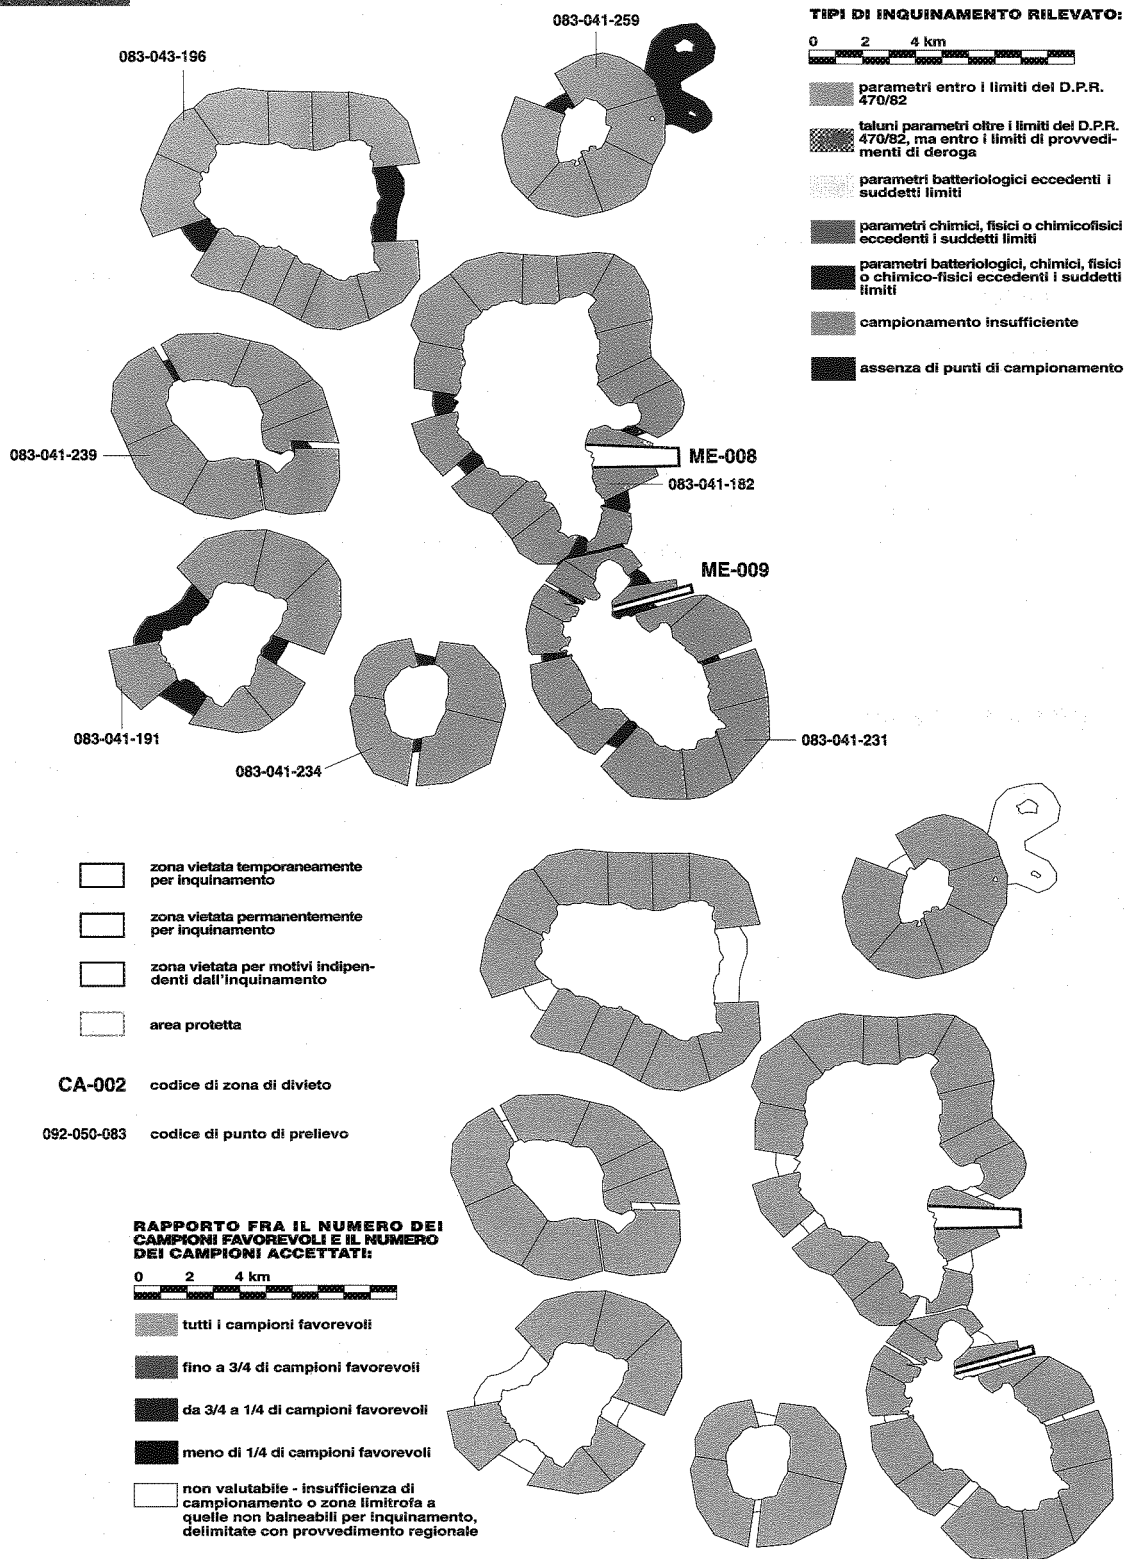 083-041-259
083-043-196
TIPI DI INQUINAMENTO RILEVATO:
0 2 4 km
parametri entro i limiti del D.P.R.
470/82
taluni parametri oltre i limiti del D.P.R.
470/82, ma entro i limiti di provvedi-
menti di deroga
parametri batteriologici eccedenti i
suddetti limiti
parametri chimici, fisici o chimicofisici
eccedenti i suddetti limiti
parametri batteriologici, chimici, fisici
o chimico-fisici eccedenti i suddetti
limiti
campionamento insufficiente
assenza di punti di campionamento
083-041-239
ME-008
083-041-182
ME-009
083-041-191
083-041-234
083-041-231
zona vietata temporaneamente
per inquinamento
zona vietata permanentemente
per inquinamento
zona vietata per motivi indipen-
denti dall'inquinamento
area protetta
CA-002 codice di zona di divieto
092-050-083 codice di punto di prelievo
RAPPORTO FRA IL NUMERO DEI
CAMPIONI FAVOREVOLI E IL NUMERO
DEI CAMPIONI ACCETTATI:
0 2 4 km
tutti i campioni favorevoli
fino a 3/4 di campioni favorevoli
da 3/4 a 1/4 di campioni favorevoli
meno di 1/4 di campioni favorevoli
non valutabile - insufficienza di
campionamento o zona limitrofa a
quelle non balneabili per inquinamento,
delimitate con provvedimento regionale